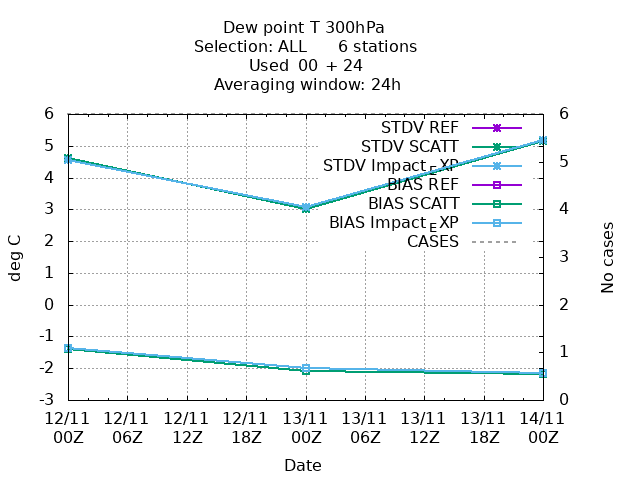 Dew point T 300hPa
Selection: ALL 6 stations
Used 00 + 24
Averaging window: 24h
STDV REF
STDV SCATT
STDV Impact_EXP
BIAS REF
BIAS SCATT
BIAS Impact_EXP
CASES
6
5
4
3
2
1
0
-1
-2
-3
deg C
6
5
4
3
2
1
0
No cases
12/11 12/11 12/11 12/11 13/11 13/11 13/11 13/11 14/11
00Z 06Z 12Z 18Z 00Z 06Z 12Z 18Z 00Z
Date